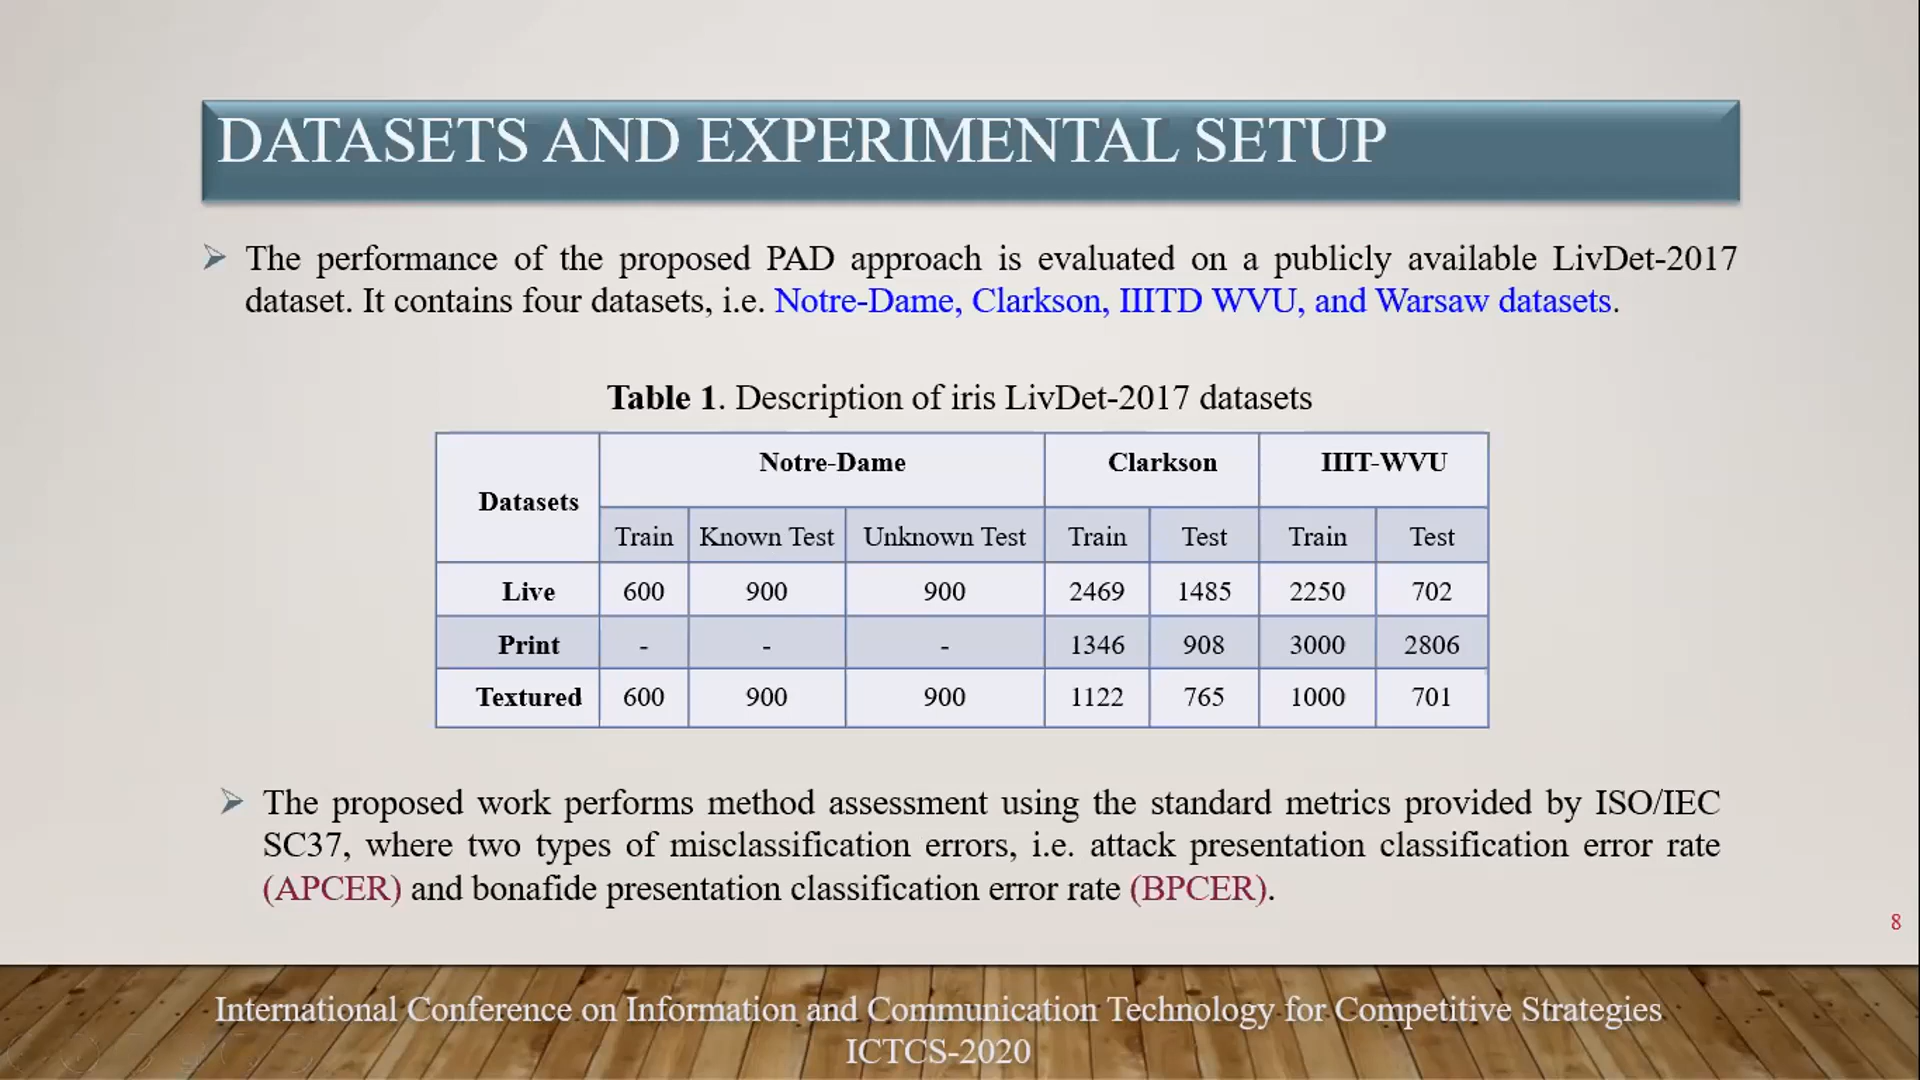 DATASETS AND EXPERIMENTAL SETUP
The performance of the proposed PAD approach is evaluated on a publicly available LivDet-2017
dataset. It contains four datasets, i.e. Notre-Dame, Clarkson, IIITD WVU, and Warsaw datasets.
Table 1. Description of iris LivDet-2017 datasets
Datasets Notre-Dame Clarkson IIIT-WVU
Train Known Test Unknown Test Train Test Train Test
Live 600 900 900 2469 1485 2250 702
Print - - - 1346 908 3000 2806
Textured 600 900 900 1122 765 1000 701
The proposed work performs method assessment using the standard metrics provided by ISO/IEC
SC37, where two types of misclassification errors, i.e. attack presentation classification error rate
(APCER) and bonafide presentation classification error rate (BPCER).
8
International Conference on Information and Communication Technology for Competitive Strategies
ICTCS-2020